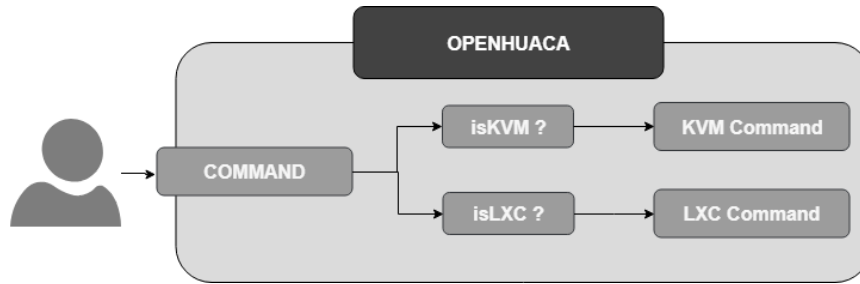 OPENHUACA
isKVM ?
KVM Command
COMMAND
isLXC ?
LXC Command